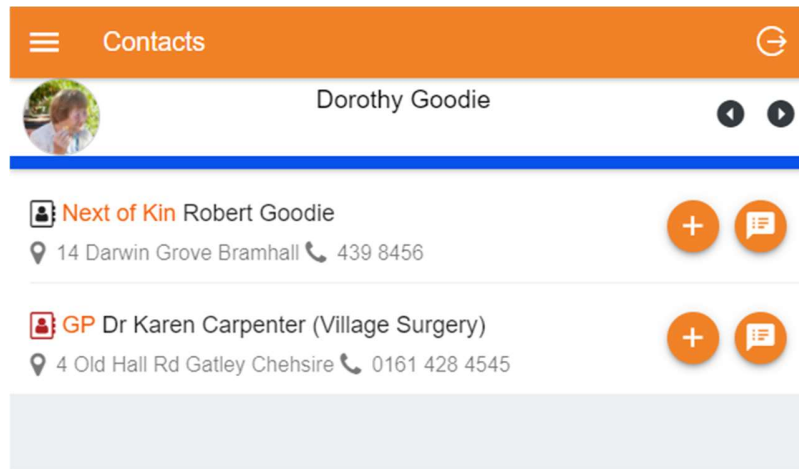 Contacts
Dorothy Goodie
Next of Kin Robert Goodie
14 Darwin Grove Bramhall 439 8456
GP Dr Karen Carpenter (Village Surgery)
4 Old Hall Rd Gatley Chehsire 0161 428 4545